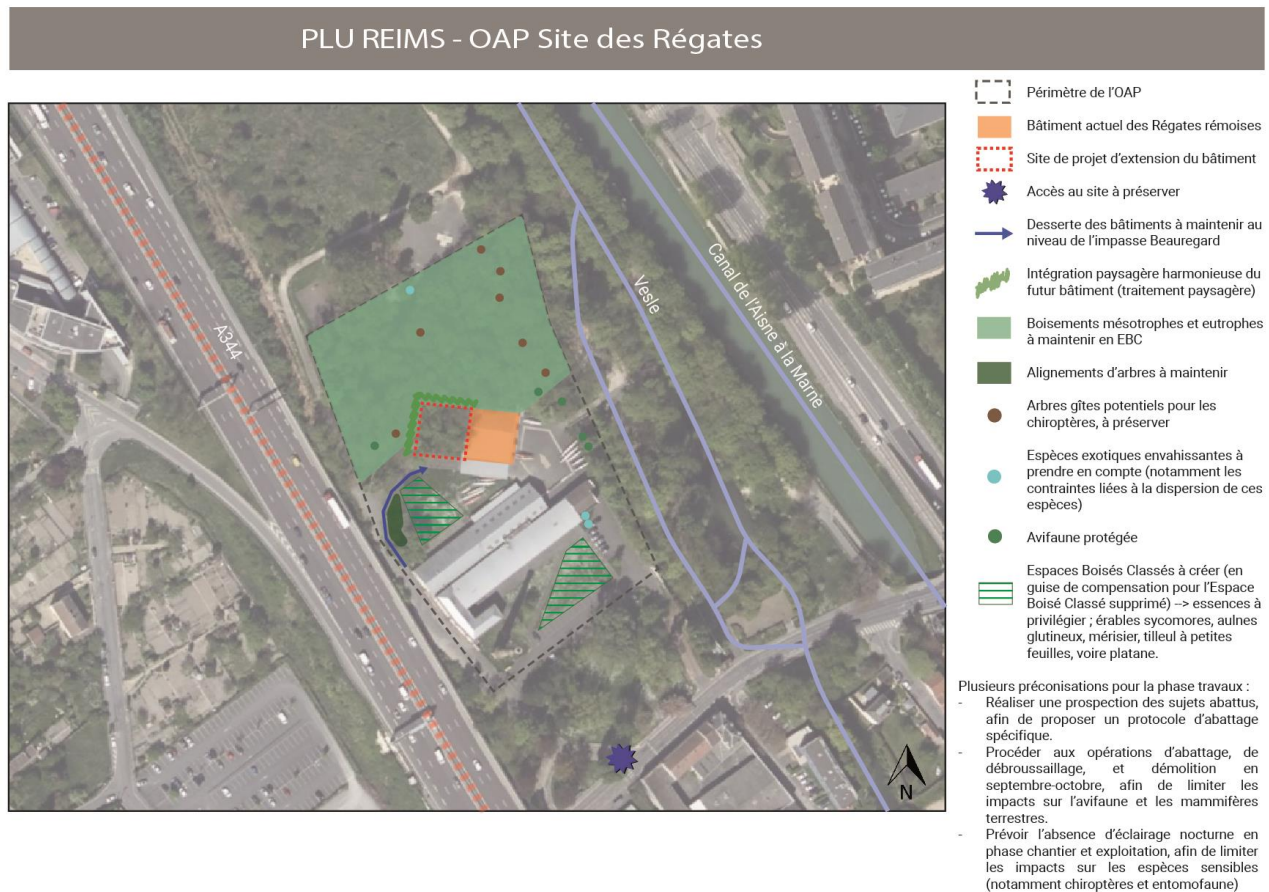 PLU REIMS - OAP Site des Régates
A344
Vesle
Canal de l'Aisne à la Marne
N
Périmètre de l'OAP
Bâtiment actuel des Régates rémoises
Site de projet d'extension du bâtiment
Accès au site à préserver
Desserte des bâtiments à maintenir au
niveau de l'impasse Beauregard
Intégration paysagère harmonieuse du
futur bâtiment (traitement paysagère)
Boisements mésotrophes et eutrophes
à maintenir en EBC
Alignements d'arbres à maintenir
Arbres gîtes potentiels pour les
chiroptères, à préserver
Espèces exotiques envahissantes à
prendre en compte (notamment les
contraintes liées à la dispersion de ces
espèces)
Avifaune protégée
Espaces Boisés Classés à créer (en
guise de compensation pour l'Espace
Boisé Classé supprimé) --> essences à
privilégier ; érables sycomores, aulnes
glutineux, mérisier, tilleul à petites
feuilles, voire platane.
Plusieurs préconisations pour la phase travaux :
- Réaliser une prospection des sujets abattus,
afin de proposer un protocole d'abattage
spécifique.
- Procéder aux opérations d'abattage, de
débroussaillage, et démolition en
septembre-octobre, afin de limiter les
impacts sur l'avifaune et les mammifères
terrestres.
- Prévoir l'absence d'éclairage nocturne en
phase chantier et exploitation, afin de limiter
les impacts sur les espèces sensibles
(notamment chiroptères et entomofaune)